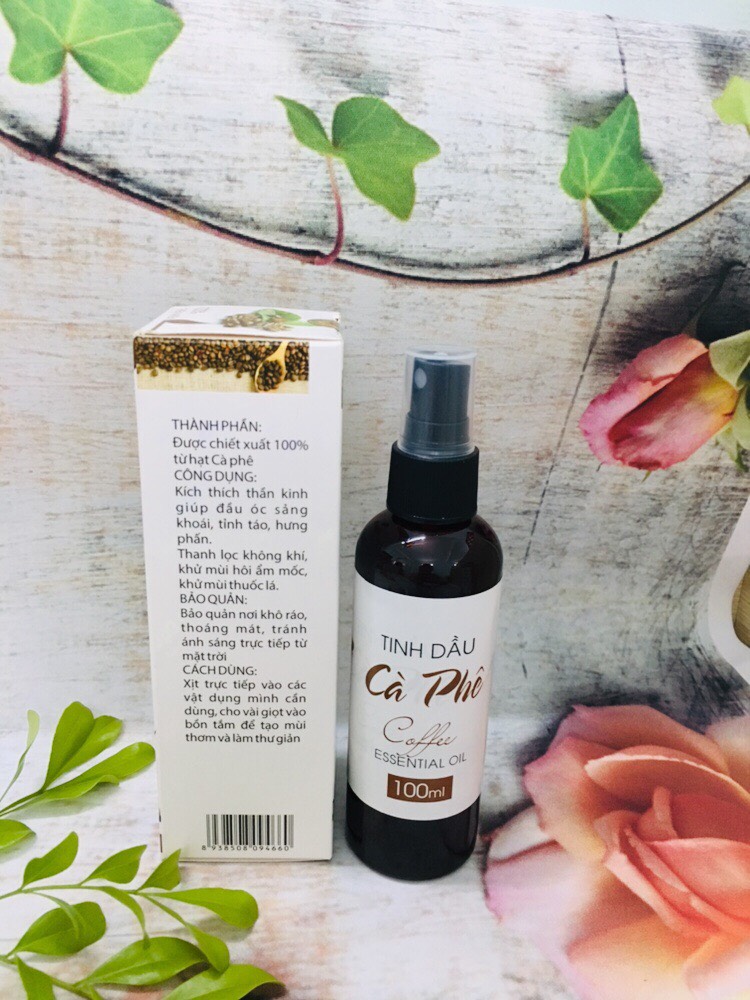 THÀNH PHẦN:
Được chiết xuất 100%
từ hạt Cà phê
CÔNG DỤNG:
Kích thích thần kinh
giúp đầu óc sảng
khoái, tỉnh táo, hưng
phấn.
Thanh lọc không khí,
khử mùi hôi ẩm mốc,
khử mùi thuốc lá.
BẢO QUẢN:
Bảo quản nơi khô ráo,
thoáng mát, tránh
ánh sáng trực tiếp từ
mặt trời
CÁCH DÙNG:
Xịt trực tiếp vào các
vật dụng mình cần
dùng, cho vài giọt vào
bồn tắm để tạo mùi
thơm và làm thư giản
8 938508 094660
TINH DẦU
Cà Phê
Coffee
ESSENTIAL OIL
100ml